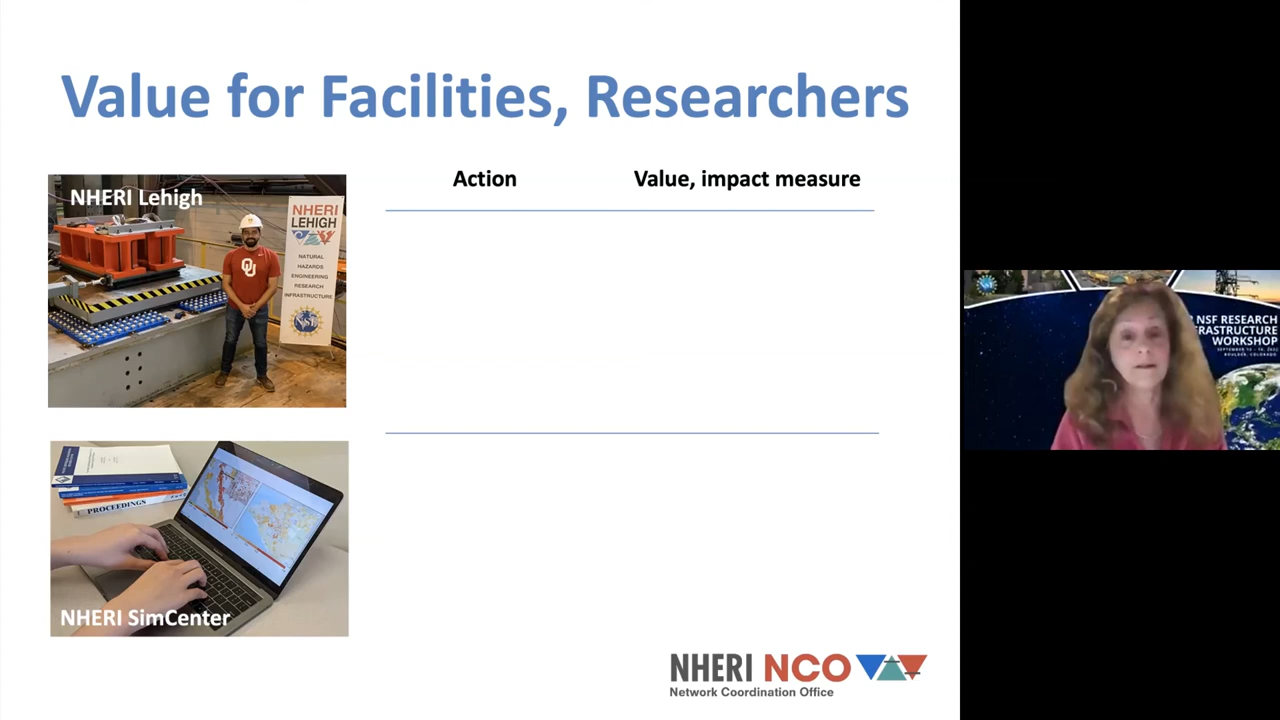 Value for Facilities, Researchers
Action
Value, impact measure
NHERI Lehigh
NHERI
LEHIGH
NATURAL
HAZARDS
ENGINEERING
RESEARCH
INFRASTRUCTURE
NSF
OU
PROCEEDINGS
NHERI SimCenter
NHERI NCO
Network Coordination Office
NSF RESEARCH
WORKSHOP
BOULDER, COLORADO